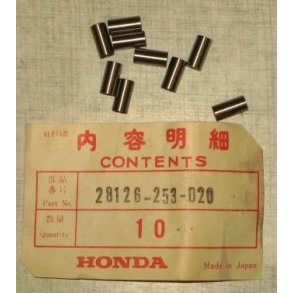 内容明細
CONTENTS
部品
番号
Part No.
28126-253-020
数量
Quantity
10
HONDA
Made in Japan